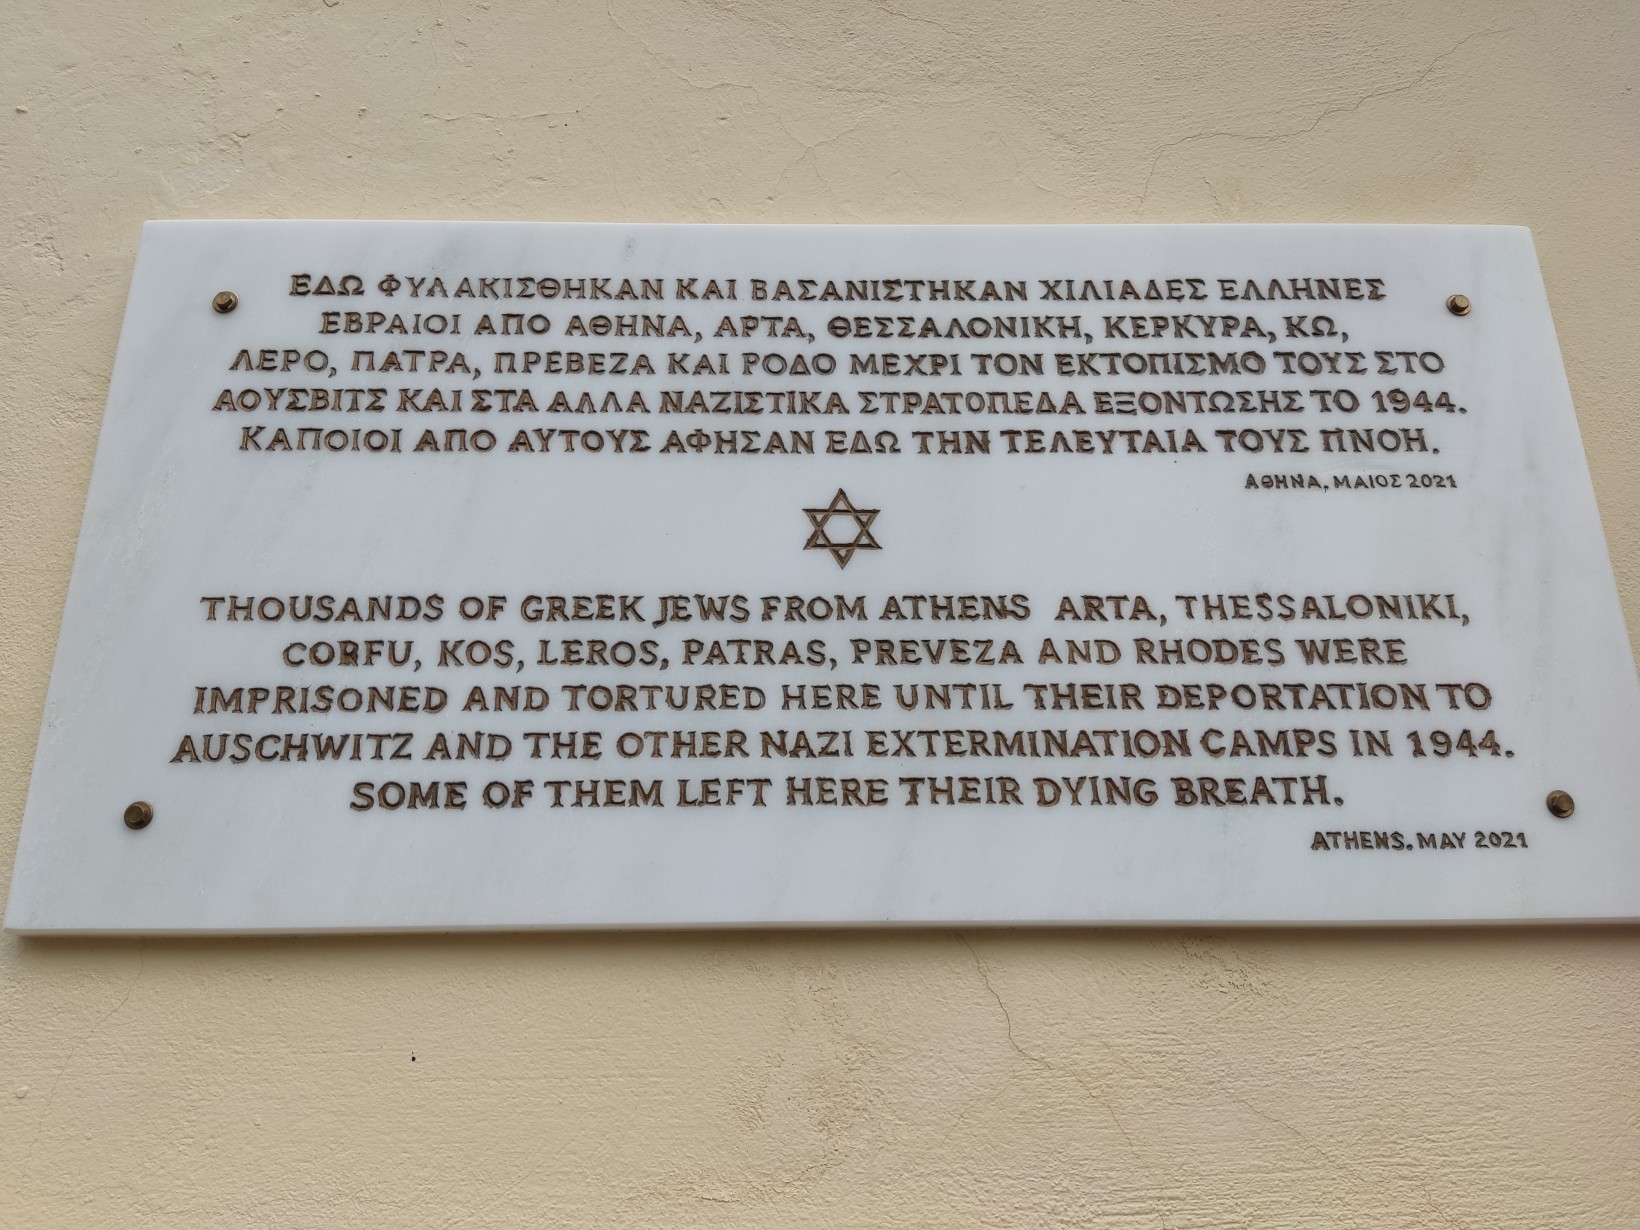 ΕΔΩ ΦΥΛΑΚΙΣΘΗΚΑΝ ΚΑΙ ΒΑΣΑΝΙΣΤΗΚΑΝ ΧΙΛΙΑΔΕΣ ΕΛΛΗΝΕΣ
ΕΒΡΑΙΟΙ ΑΠΟ ΑΘΗΝΑ, ΑΡΤΑ, ΘΕΣΣΑΛΟΝΙΚΗ, ΚΕΡΚΥΡΑ, ΚΩ,
ΛΕΡΟ, ΠΑΤΡΑ, ΠΡΕΒΕΖΑ ΚΑΙ ΡΟΔΟ ΜΕΧΡΙ ΤΟΝ ΕΚΤΟΠΙΣΜΟ ΤΟΥΣ ΣΤΟ
ΑΟΥΣΒΙΤΣ ΚΑΙ ΣΤΑ ΑΛΛΑ ΝΑΖΙΣΤΙΚΑ ΣΤΡΑΤΟΠΕΔΑ ΕΞΟΝΤΩΣΗΣ ΤΟ 1944.
ΚΑΠΟΙΟΙ ΑΠΟ ΑΥΤΟΥΣ ΑΦΗΣΑΝ ΕΔΩ ΤΗΝ ΤΕΛΕΥΤΑΙΑ ΤΟΥΣ ΠΝΟΗ.
ΑΘΗΝΑ, ΜΑΙΟΣ 2021
THOUSANDS OF GREEK JEWS FROM ATHENS ARTA, THESSALONIKI,
CORFU, KOS, LEROS, PATRAS, PREVEZA AND RHODES WERE
IMPRISONED AND TORTURED HERE UNTIL THEIR DEPORTATION TO
AUSCHWITZ AND THE OTHER NAZI EXTERMINATION CAMPS IN 1944.
SOME OF THEM LEFT HERE THEIR DYING BREATH.
ATHENS. MAY 2021